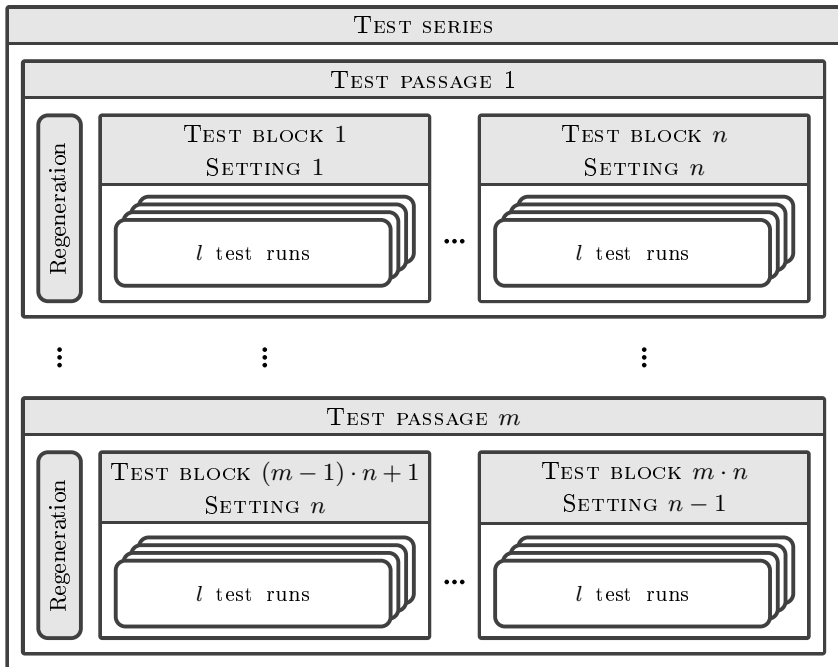 TEST SERIES
TEST PASSAGE 1
Regeneration
TEST BLOCK 1
SETTING 1
l test runs
...
TEST BLOCK n
SETTING n
l test runs
⋮ ⋮ ⋮
TEST PASSAGE m
Regeneration
TEST BLOCK (m − 1) · n + 1
SETTING n
l test runs
...
TEST BLOCK m · n
SETTING n − 1
l test runs